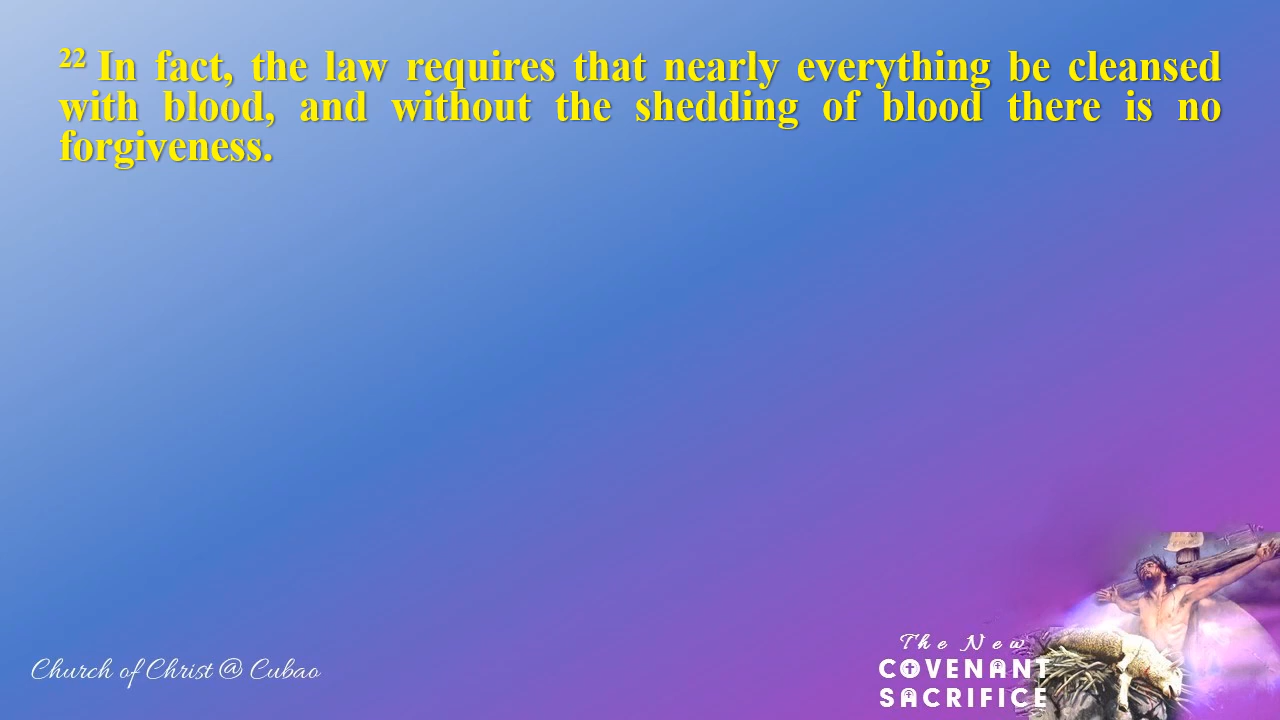 22 In fact, the law requires that nearly everything be cleansed
with blood, and without the shedding of blood there is no
forgiveness.
The New
COVENANT
SACRIFICE
Church of Christ @ Cubao